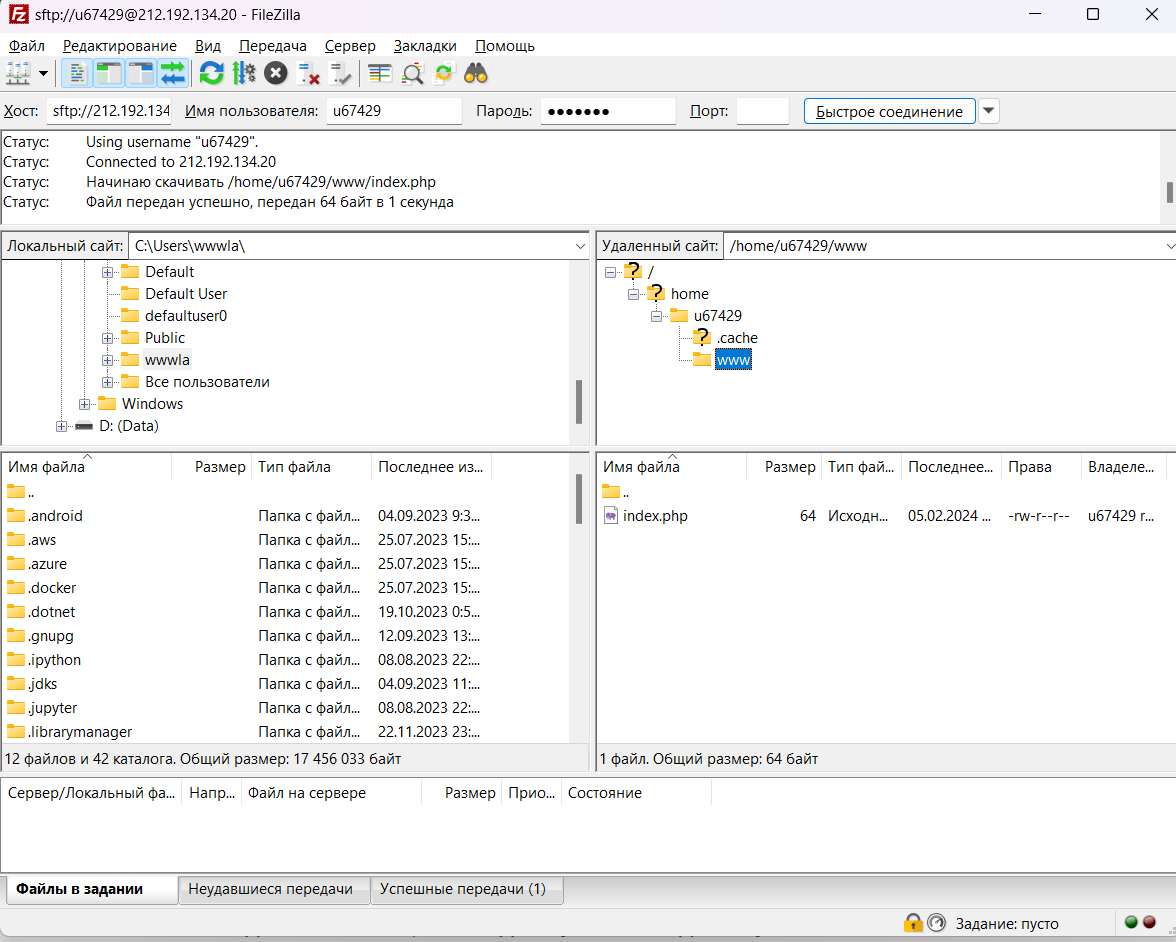 sftp://u67429@212.192.134.20 - FileZilla
Файл Редактирование Вид Передача Сервер Закладки Помощь
Хост: sftp://212.192.134 Имя пользователя: u67429 Пароль: ●●●●●●● Порт: Быстрое соединение
Статус: Using username "u67429".
Статус: Connected to 212.192.134.20
Статус: Начинаю скачивать /home/u67429/www/index.php
Статус: Файл передан успешно, передан 64 байт в 1 секунда
Локальный сайт: C:\Users\wwwla\
Default
Default User
defaultuser0
Public
wwwla
Все пользователи
Windows
D: (Data)
Удаленный сайт: /home/u67429/www
/
home
u67429
.cache
www
Имя файла Размер Тип файла Последнее из...
..
.android Папка с файл... 04.09.2023 9:3...
.aws Папка с файл... 25.07.2023 15:...
.azure Папка с файл... 25.07.2023 15:...
.docker Папка с файл... 25.07.2023 15:...
.dotnet Папка с файл... 19.10.2023 0:5...
.gnupg Папка с файл... 12.09.2023 13:...
.ipython Папка с файл... 08.08.2023 22:...
.jdks Папка с файл... 04.09.2023 11:...
.jupyter Папка с файл... 08.08.2023 22:...
.librarymanager Папка с файл... 22.11.2023 23:...
12 файлов и 42 каталога. Общий размер: 17 456 033 байт
Имя файла Размер Тип фай... Последнее... Права Владеле...
..
index.php 64 Исходн... 05.02.2024 ... -rw-r--r-- u67429 r...
1 файл. Общий размер: 64 байт
Сервер/Локальный фа... Напр... Файл на сервере Размер Прио... Состояние
Файлы в задании Неудавшиеся передачи Успешные передачи (1)
Задание: пусто